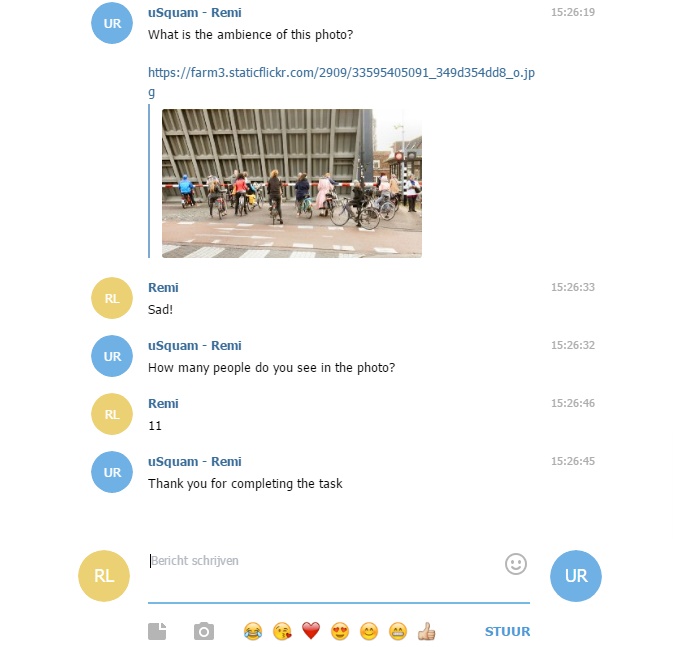 UR
uSquam - Remi 15:26:19
What is the ambience of this photo?
https://farm3.staticflickr.com/2909/33595405091_349d354dd8_o.jp
g
RL
Remi 15:26:33
Sad!
UR
uSquam - Remi 15:26:32
How many people do you see in the photo?
RL
Remi 15:26:46
11
UR
uSquam - Remi 15:26:45
Thank you for completing the task
RL
Bericht schrijven
UR
STUUR